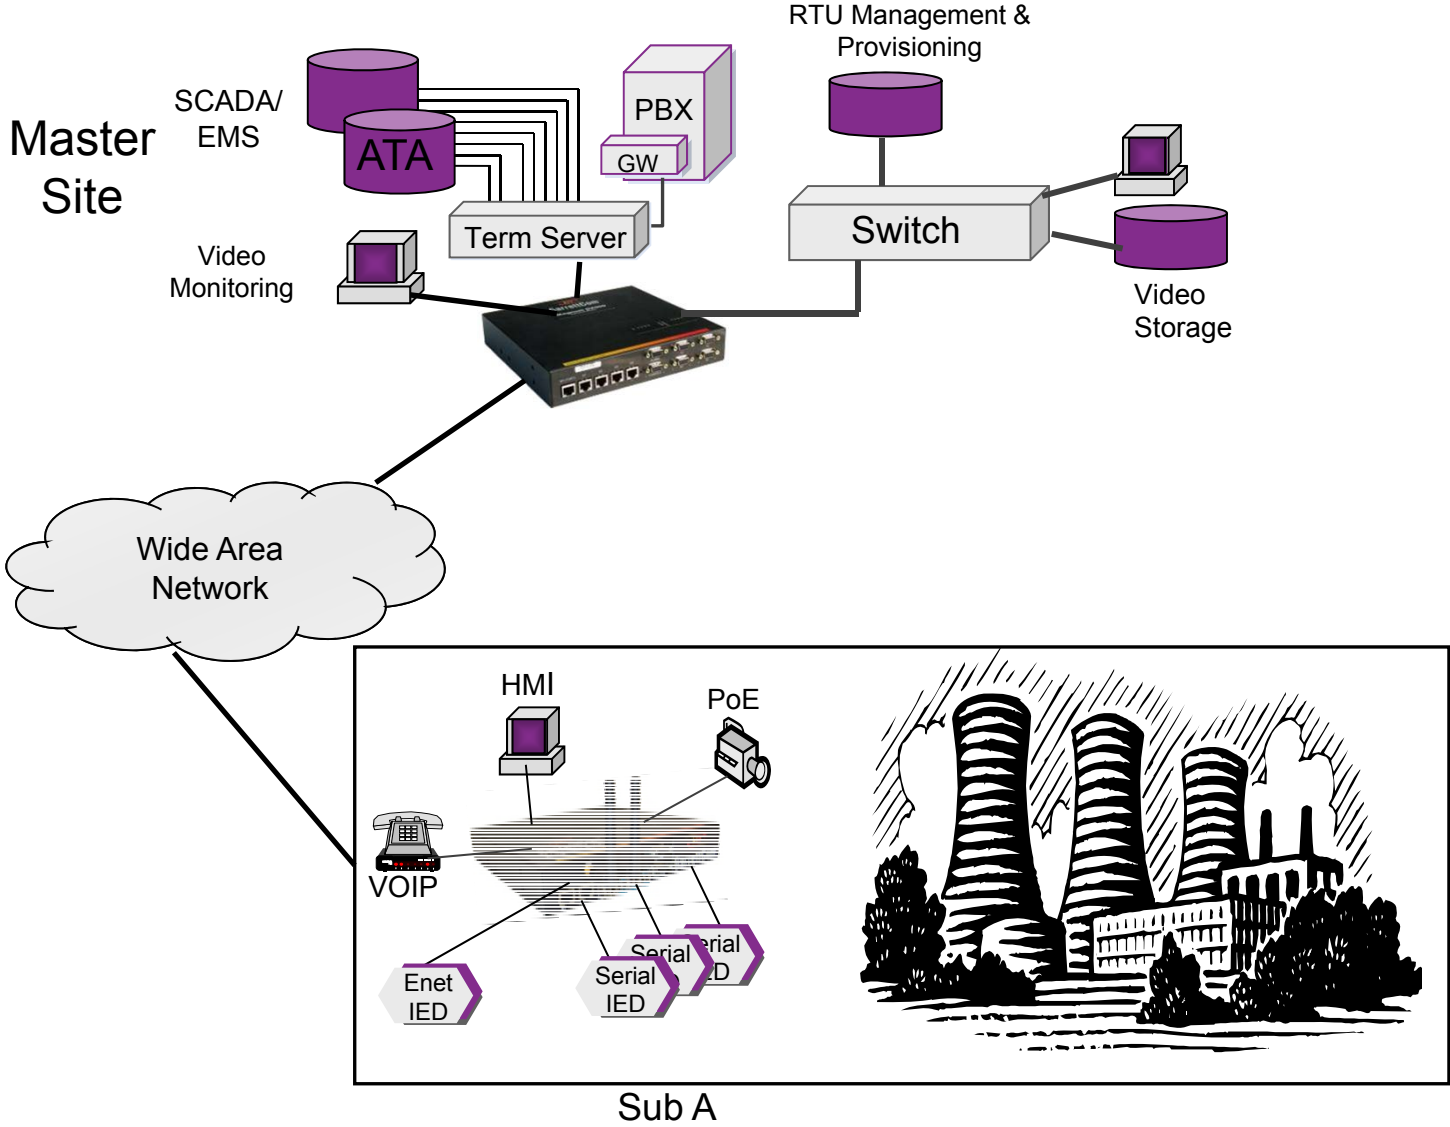 RTU Management &
Provisioning
SCADA/
EMS
ATA
PBX
GW
Master
Site
Term Server
Switch
Video
Monitoring
Video
Storage
Wide Area
Network
HMI
PoE
VOIP
Enet
IED
Serial
IED
Serial
Sub A